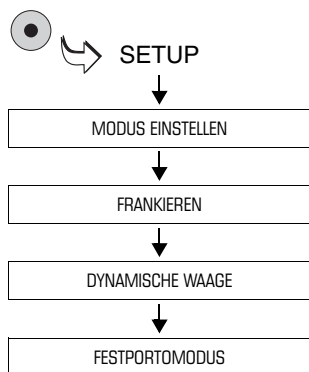 SETUP
MODUS EINSTELLEN
FRANKIEREN
DYNAMISCHE WAAGE
FESTPORTOMODUS